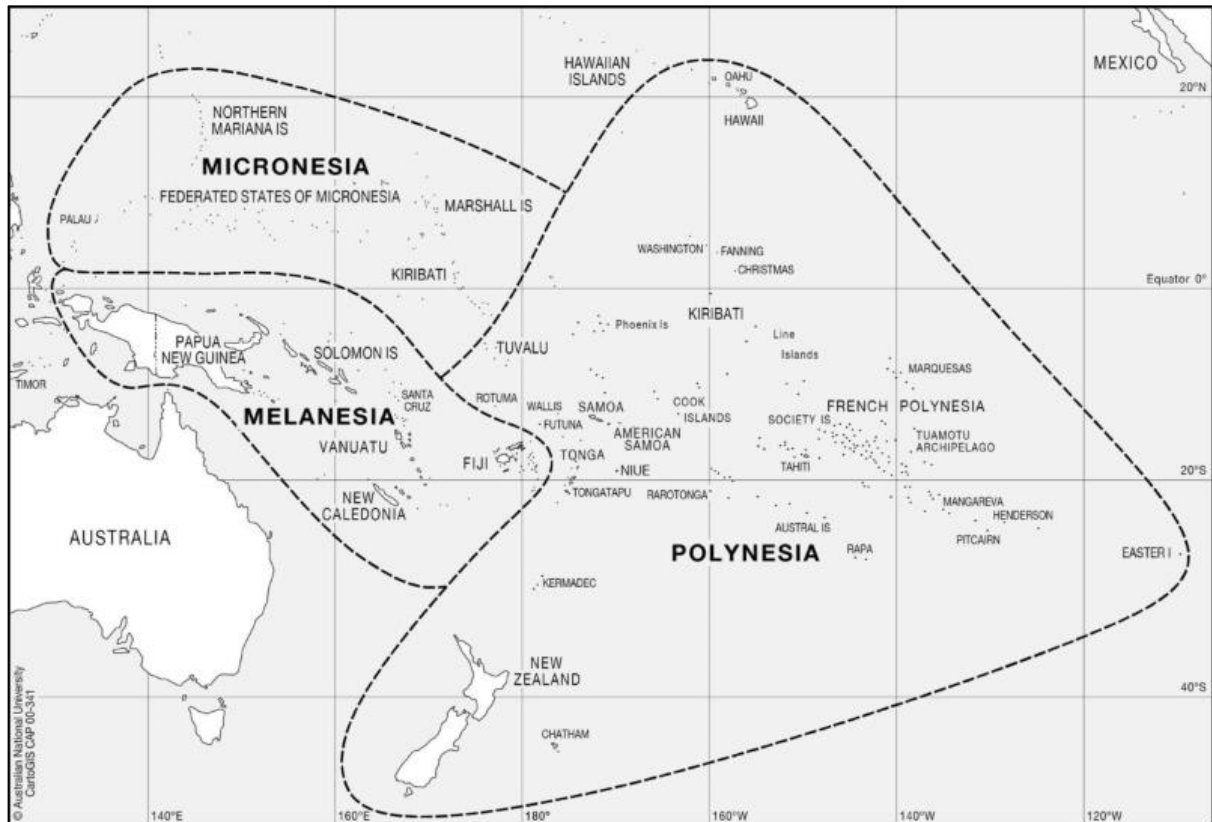 HAWAIIAN
ISLANDS
OAHU
HAWAII
MEXICO
20°N
NORTHERN
MARIANA IS
MICRONESIA
FEDERATED STATES OF MICRONESIA
MARSHALL IS
PALAU
WASHINGTON
FANNING
CHRISTMAS
KIRIBATI
Equator 0°
KIRIBATI
Phoenix Is
Line
Islands
PAPUA
NEW GUINEA
SOLOMON IS
TUVALU
MARQUESAS
TIMOR
SANTA
CRUZ
ROTUMA
WALLIS
SAMOA
COOK
ISLANDS
FRENCH POLYNESIA
MELANESIA
VANUATU
FUTUNA
AMERICAN
SAMOA
SOCIETY IS
TUAMOTU
ARCHIPELAGO
FIJI
TONGA
NIUE
TAHITI
20°S
NEW
CALEDONIA
TONGATAPU
RAROTONGA
MANGAREVA
HENDERSON
AUSTRALIA
AUSTRAL IS
PITCAIRN
POLYNESIA
RAPA
EASTER I
KERMADEC
NEW
ZEALAND
40°S
CHATHAM
© Australian National University
CartoGIS CAP 00-341
140°E
160°E
180°
160°W
140°W
120°W